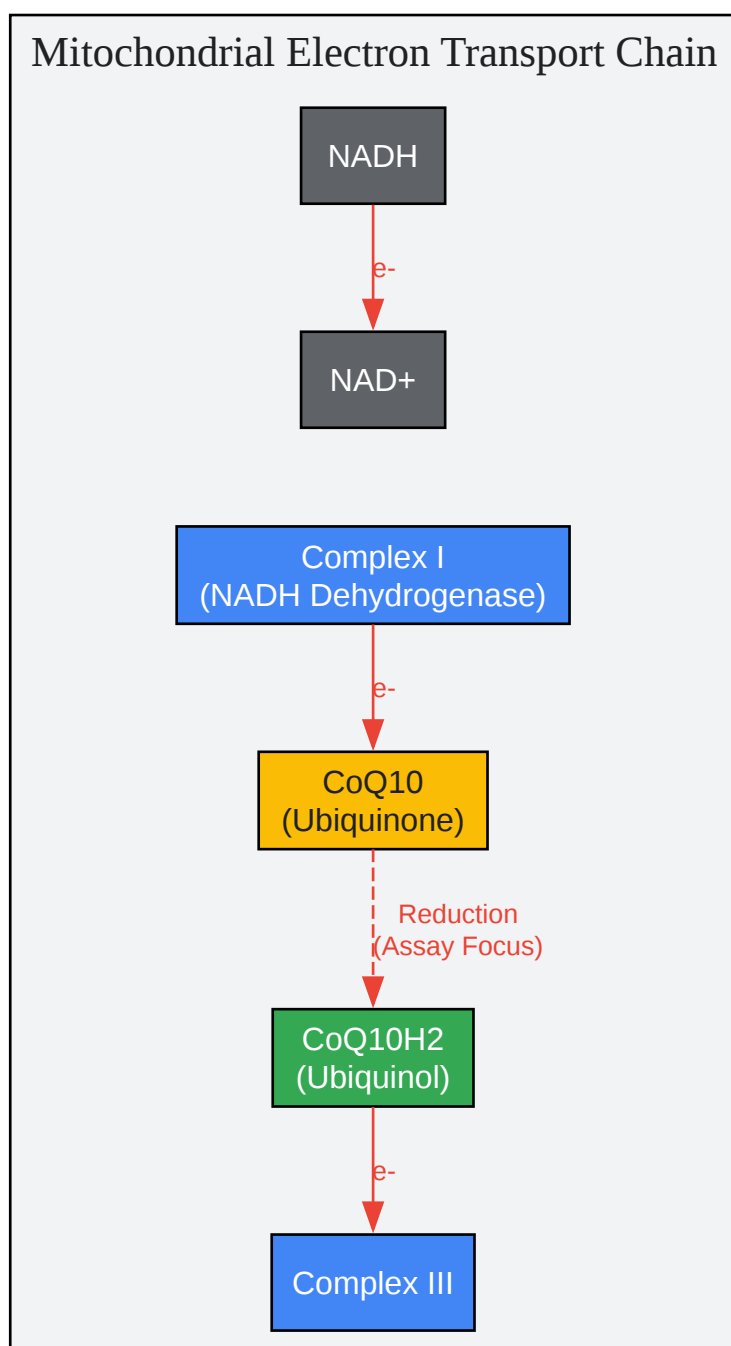 Mitochondrial Electron Transport Chain
NADH
e-
NAD+
Complex I
(NADH Dehydrogenase)
e-
CoQ10
(Ubiquinone)
Reduction
(Assay Focus)
CoQ10H2
(Ubiquinol)
e-
Complex III